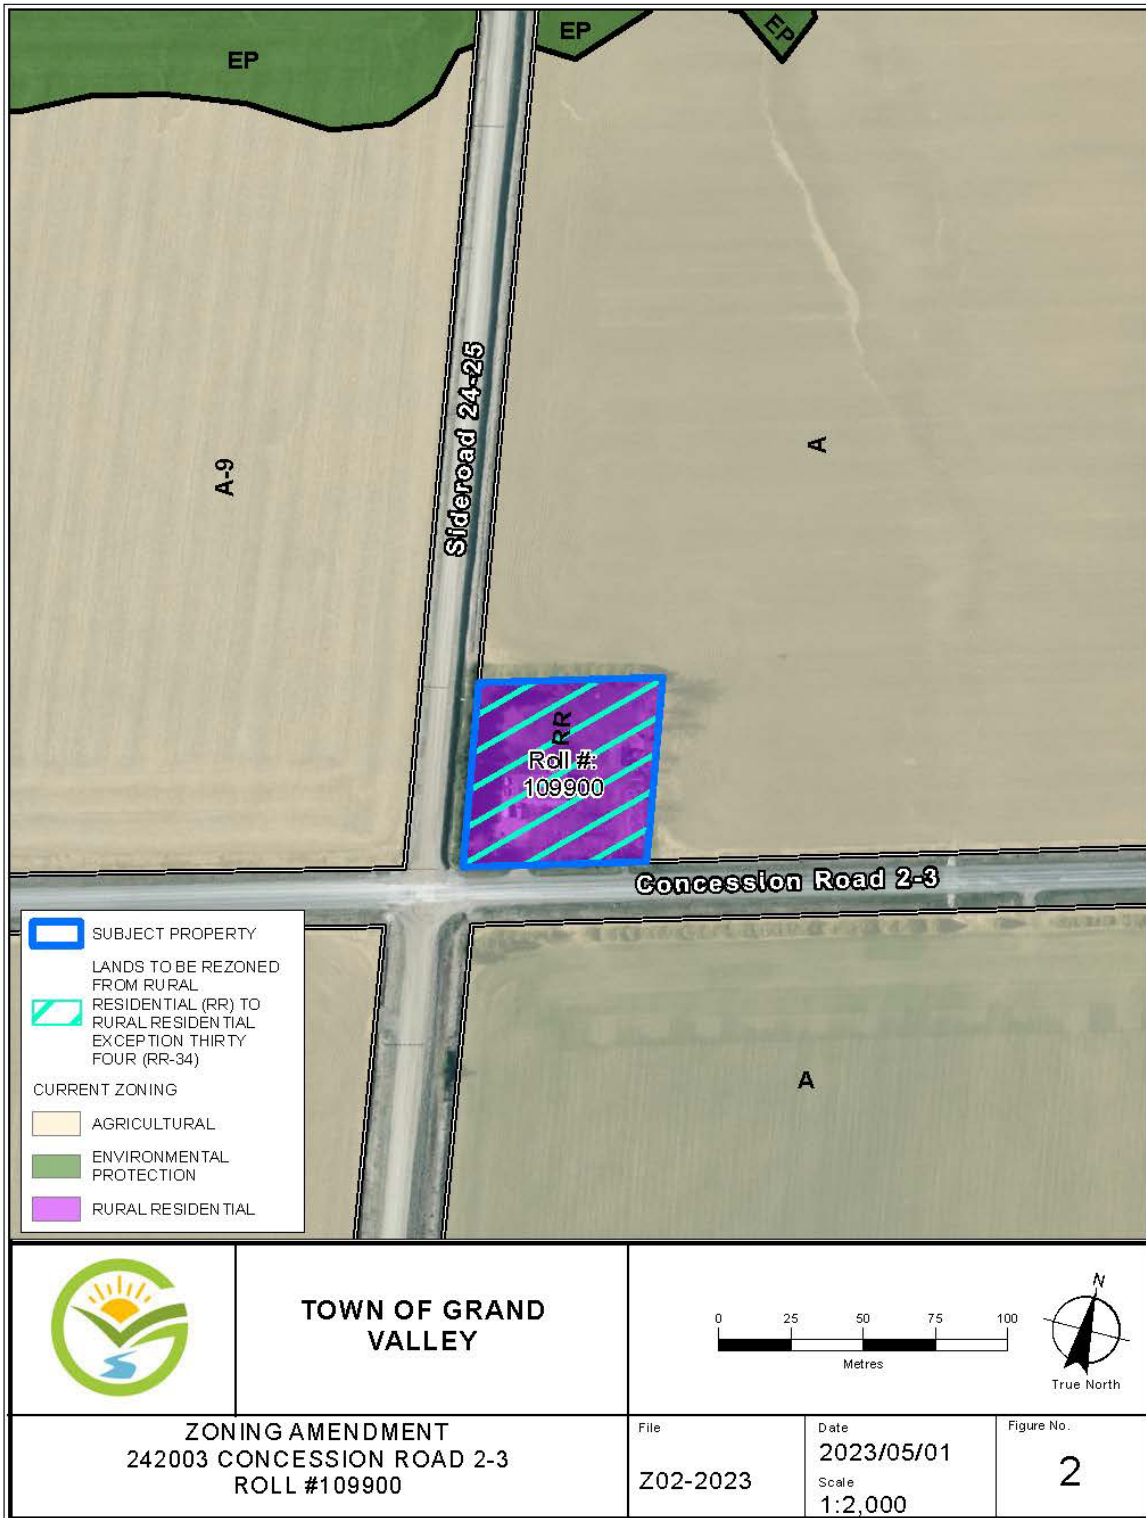 EP
EP
EP
Sideroad 24-25
A-9
A
RR
Roll #:
109900
Concession Road 2-3
A
SUBJECT PROPERTY
LANDS TO BE REZONED
FROM RURAL
RESIDENTIAL (RR) TO
RURAL RESIDENTIAL
EXCEPTION THIRTY
FOUR (RR-34)
CURRENT ZONING
AGRICULTURAL
ENVIRONMENTAL
PROTECTION
RURAL RESIDENTIAL
TOWN OF GRAND
VALLEY
0 25 50 75 100
Metres
N
True North
ZONING AMENDMENT
242003 CONCESSION ROAD 2-3
ROLL #109900
File
Z02-2023
Date
2023/05/01
Scale
1:2,000
Figure No.
2